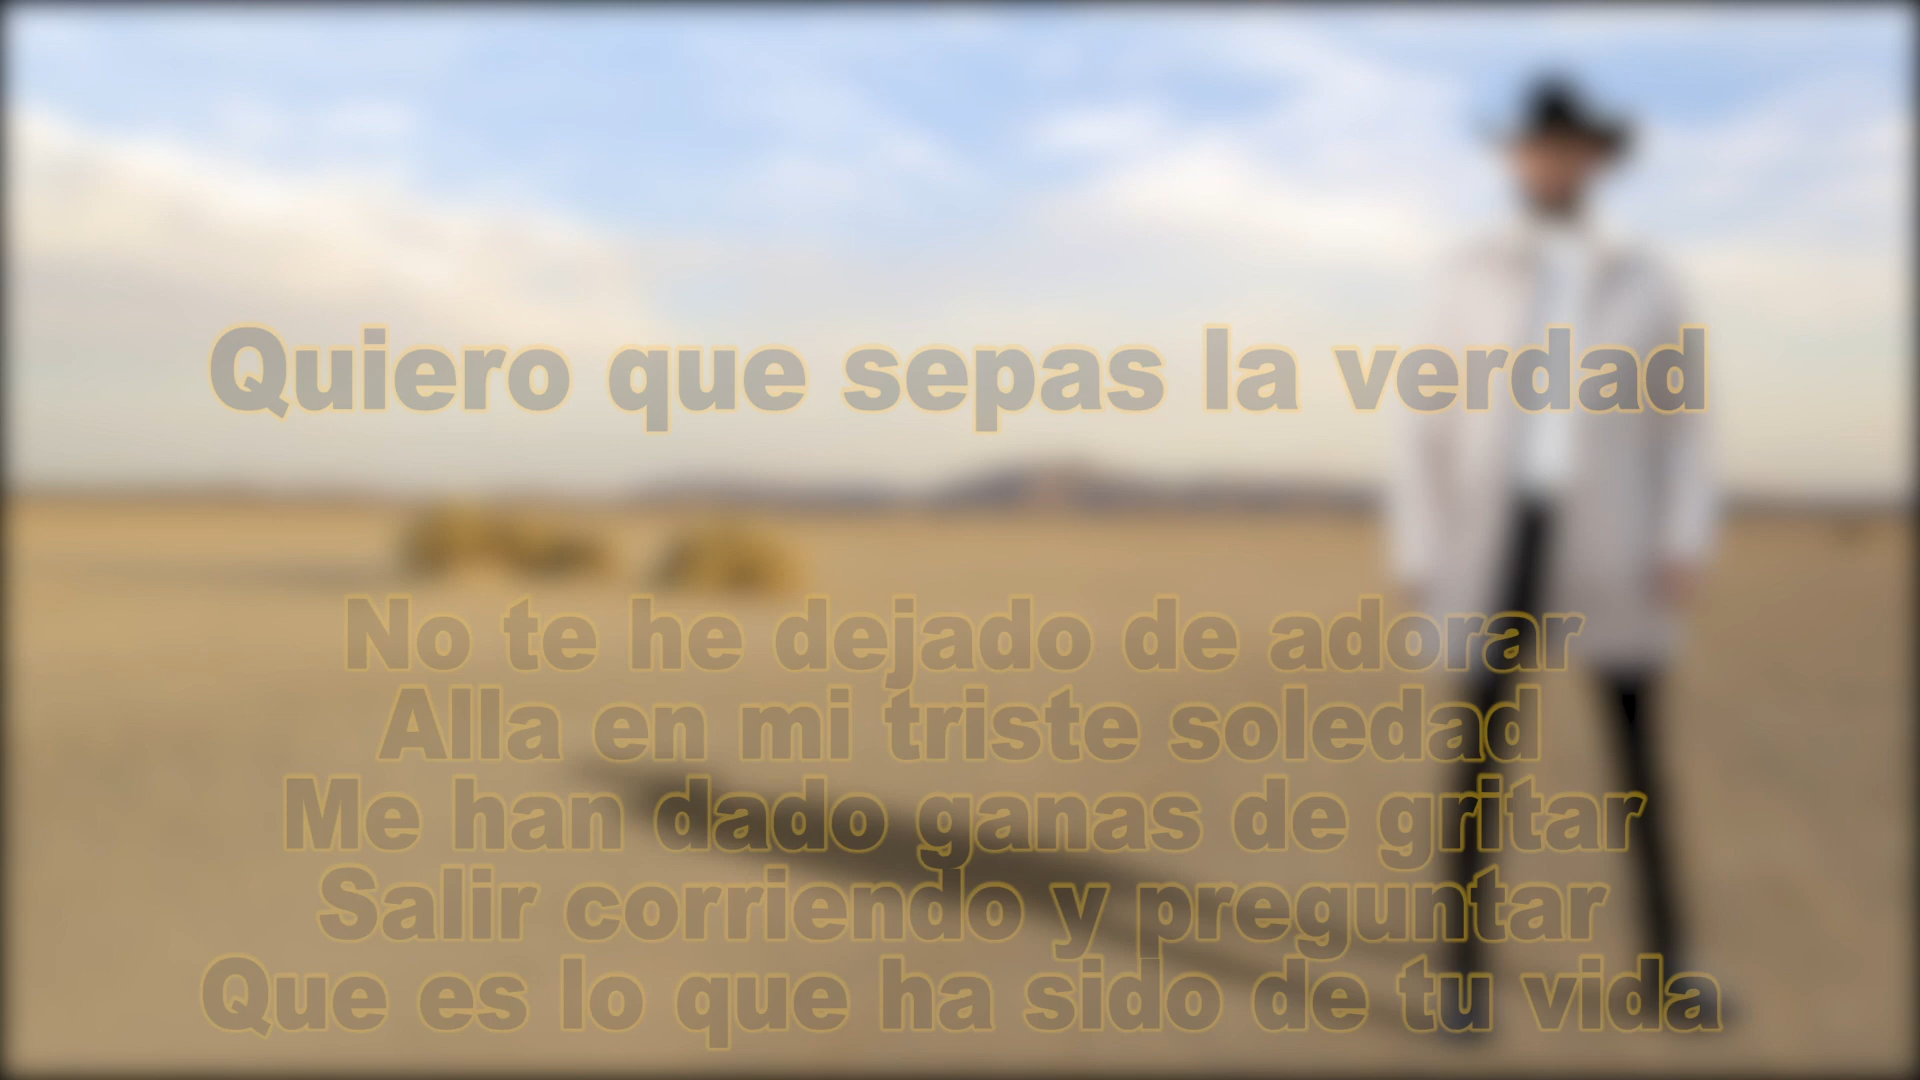 Quiero que sepas la verdad
No te he dejado de adorar
Alla en mi triste soledad
Me han dado ganas de gritar
Salir corriendo y preguntar
Que es lo que ha sido de tu vida